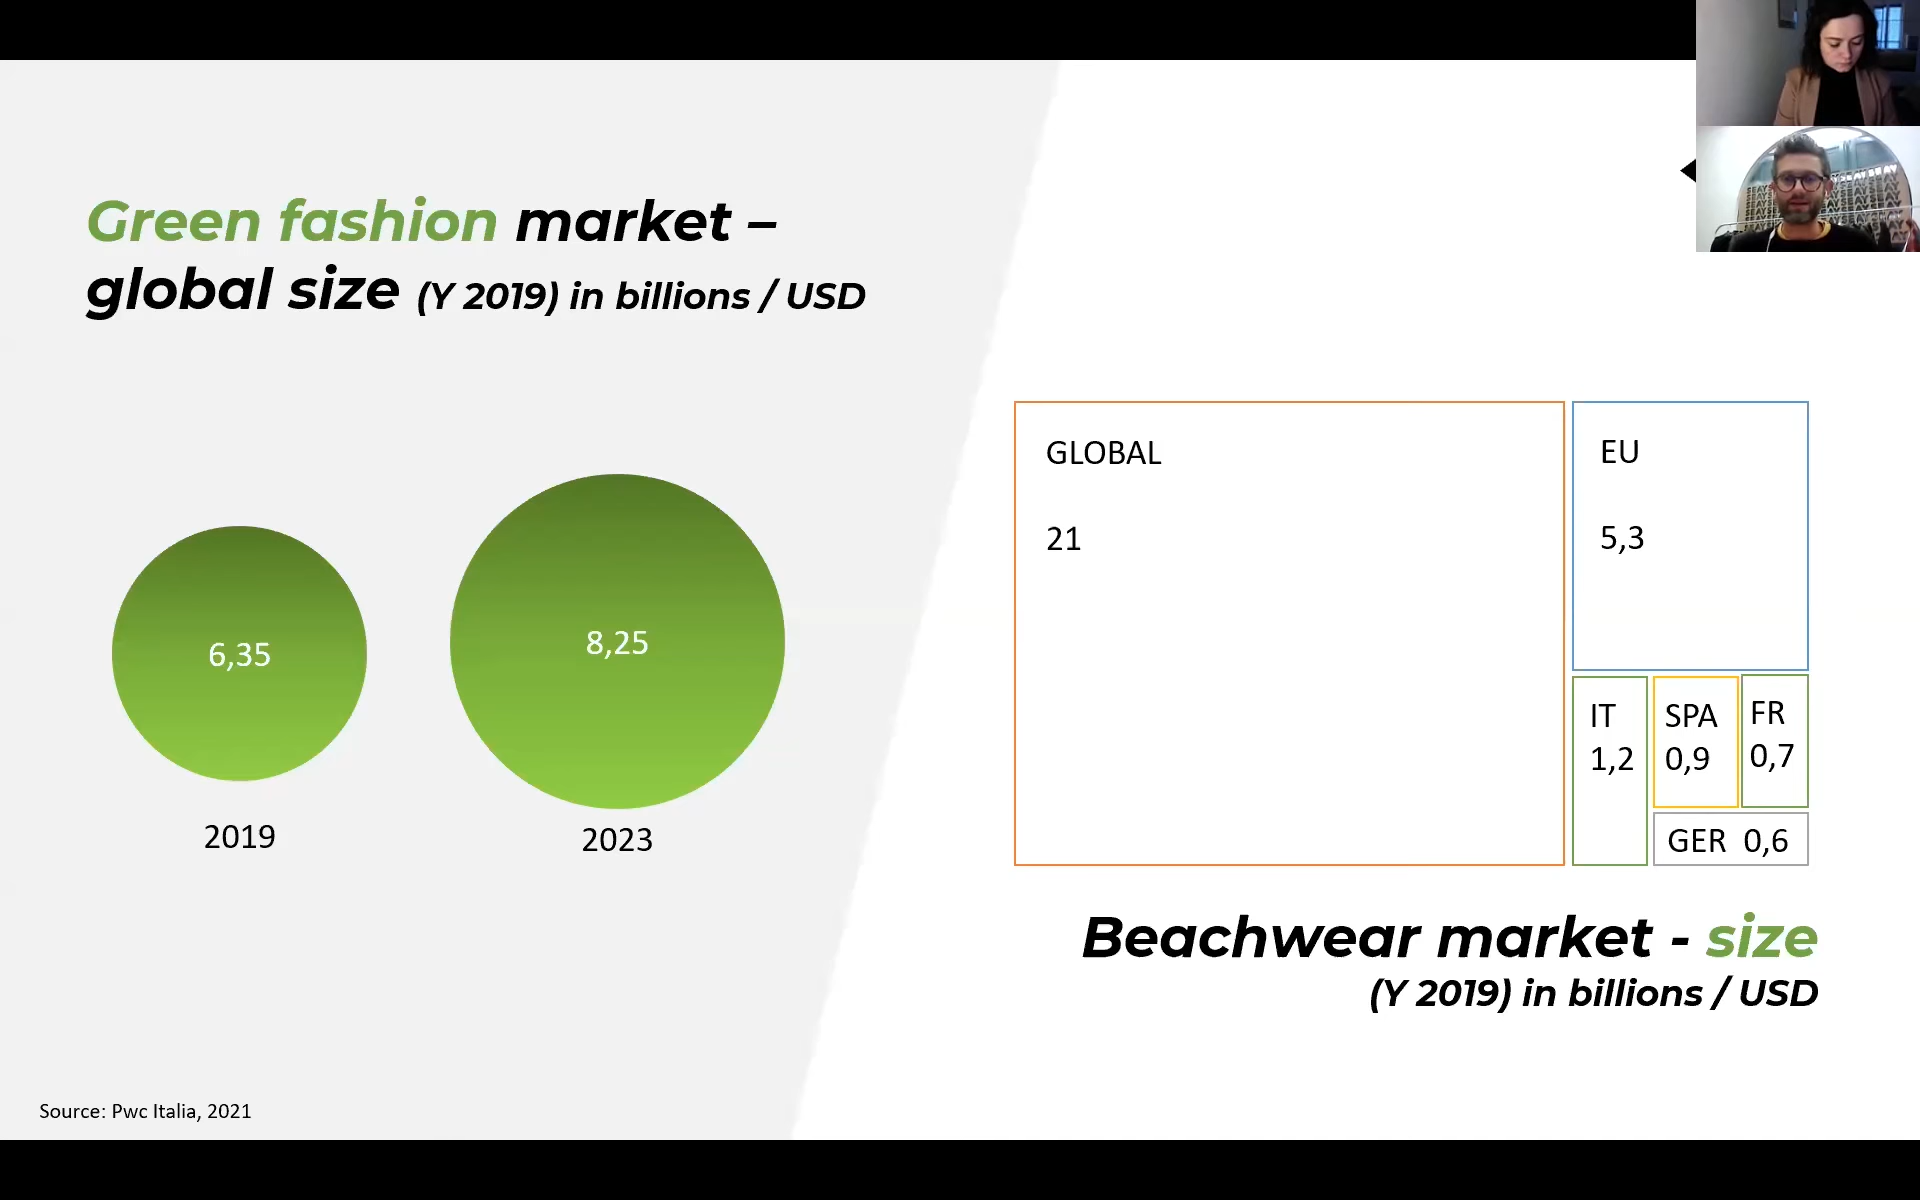 Green fashion market –
global size (Y 2019) in billions / USD
6,35
8,25
2019
2023
GLOBAL
21
EU
5,3
IT
1,2
SPA
0,9
FR
0,7
GER 0,6
Beachwear market - size
(Y 2019) in billions / USD
Source: Pwc Italia, 2021